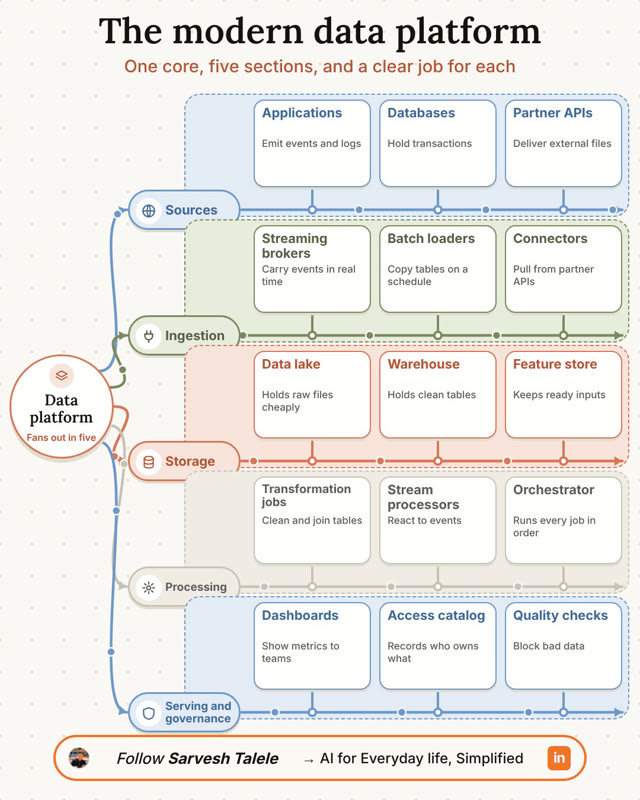 The modern data platform
One core, five sections, and a clear job for each
Applications
Emit events and logs
Databases
Hold transactions
Partner APIs
Deliver external files
Sources
Streaming
brokers
Carry events in real
time
Batch loaders
Copy tables on a
schedule
Connectors
Pull from partner
APIs
Ingestion
Data
platform
Fans out in five
Data lake
Holds raw files
cheaply
Warehouse
Holds clean tables
Feature store
Keeps ready inputs
Storage
Transformation
jobs
Clean and join tables
Stream
processors
React to events
Orchestrator
Runs every job in
order
Processing
Dashboards
Show metrics to
teams
Access catalog
Records who owns
what
Quality checks
Block bad data
Serving and
governance
Follow Sarvesh Talele → AI for Everyday life, Simplified in